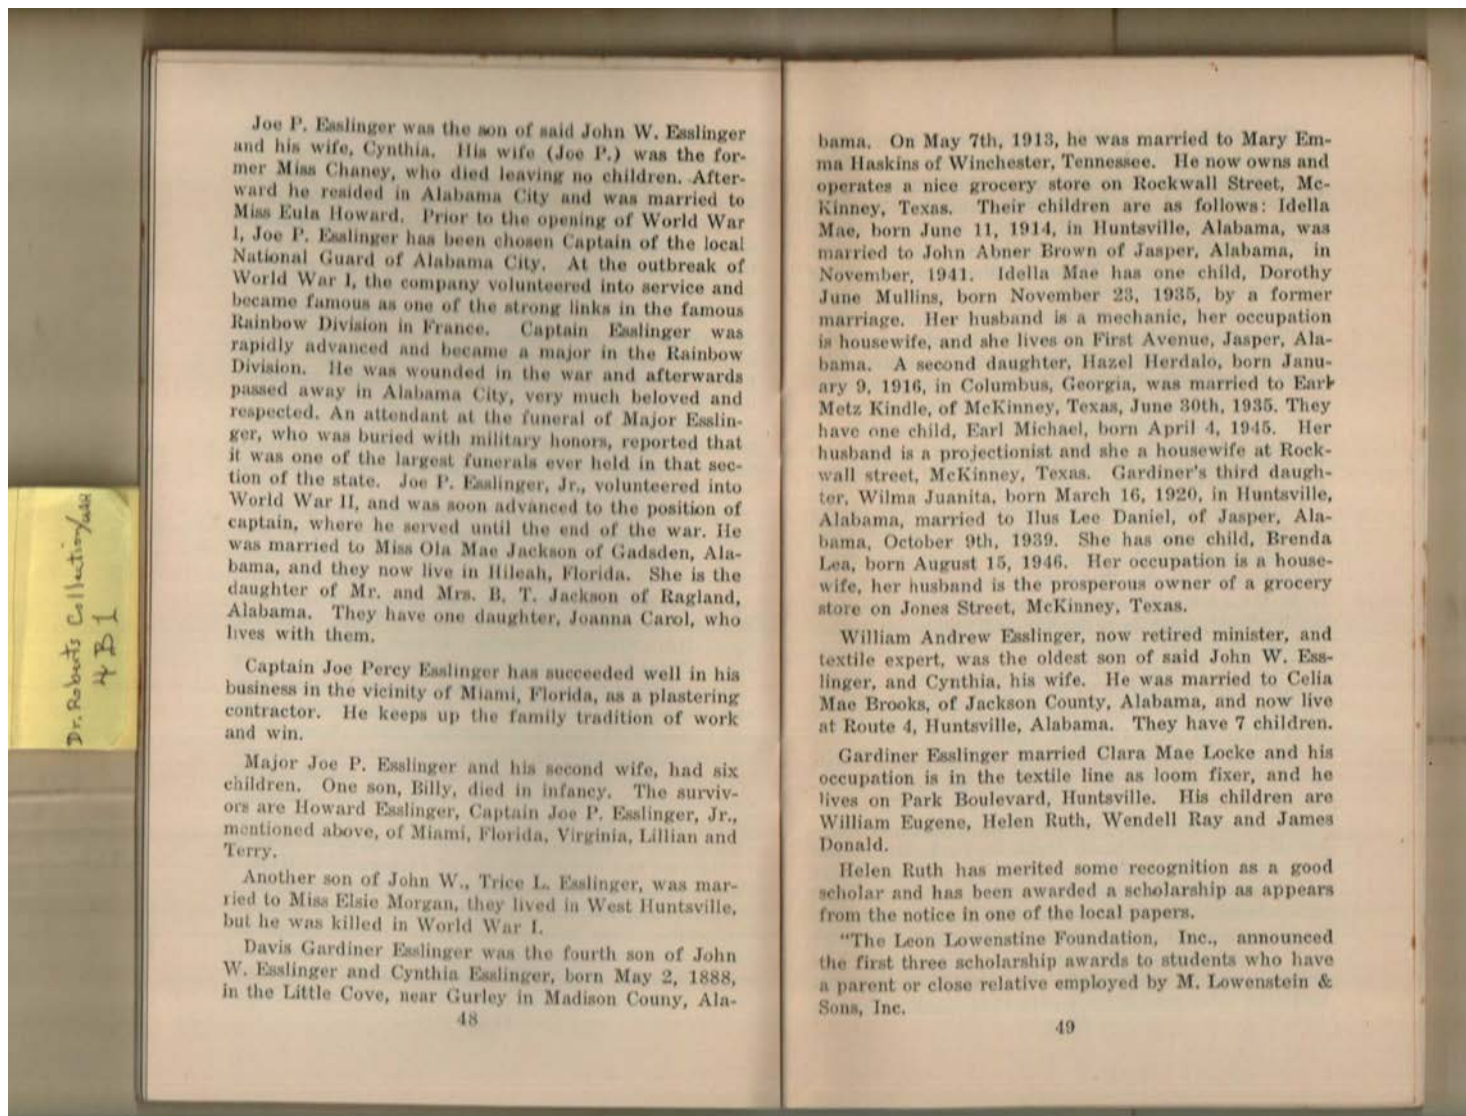 Dr. Roberts Collection/
4 B 1
Joe P. Esslinger was the son of said John W. Esslinger
and his wife, Cynthia. His wife (Joe P.) was the for-
mer Miss Chaney, who died leaving no children. After-
ward he resided in Alabama City and was married to
Miss Eula Howard. Prior to the opening of World War
I, Joe P. Esslinger has been chosen Captain of the local
National Guard of Alabama City. At the outbreak of
World War I, the company volunteered into service and
became famous as one of the strong links in the famous
Rainbow Division in France. Captain Esslinger was
rapidly advanced and became a major in the Rainbow
Division. He was wounded in the war and afterwards
passed away in Alabama City, very much beloved and
respected. An attendant at the funeral of Major Esslin-
ger, who was buried with military honors, reported that
it was one of the largest funerals ever held in that sec-
tion of the state. Joe P. Esslinger, Jr., volunteered into
World War II, and was soon advanced to the position of
captain, where he served until the end of the war. He
was married to Miss Ola Mae Jackson of Gadsden, Ala-
bama, and they now live in Hileah, Florida. She is the
daughter of Mr. and Mrs. B. T. Jackson of Ragland,
Alabama. They have one daughter, Joanna Carol, who
lives with them.
Captain Joe Percy Esslinger has succeeded well in his
business in the vicinity of Miami, Florida, as a plastering
contractor. He keeps up the family tradition of work
and win.
Major Joe P. Esslinger and his second wife, had six
children. One son, Billy, died in infancy. The surviv-
ors are Howard Esslinger, Captain Joe P. Esslinger, Jr.,
mentioned above, of Miami, Florida, Virginia, Lillian and
Terry.
Another son of John W., Trice L. Esslinger, was mar-
ried to Miss Elsie Morgan, they lived in West Huntsville,
but he was killed in World War I.
Davis Gardiner Esslinger was the fourth son of John
W. Esslinger and Cynthia Esslinger, born May 2, 1888,
in the Little Cove, near Gurley in Madison Couny, Ala-
48
bama. On May 7th, 1913, he was married to Mary Em-
ma Haskins of Winchester, Tennessee. He now owns and
operates a nice grocery store on Rockwall Street, Mc-
Kinney, Texas. Their children are as follows: Idella
Mae, born June 11, 1914, in Huntsville, Alabama, was
married to John Abner Brown of Jasper, Alabama, in
November, 1941. Idella Mae has one child, Dorothy
June Mullins, born November 23, 1935, by a former
marriage. Her husband is a mechanic, her occupation
is housewife, and she lives on First Avenue, Jasper, Ala-
bama. A second daughter, Hazel Herdalo, born Janu-
ary 9, 1916, in Columbus, Georgia, was married to Earl
Metz Kindle, of McKinney, Texas, June 30th, 1935. They
have one child, Earl Michael, born April 4, 1945. Her
husband is a projectionist and she a housewife at Rock-
wall street, McKinney, Texas. Gardiner's third daugh-
ter, Wilma Juanita, born March 16, 1920, in Huntsville,
Alabama, married to Ilus Lee Daniel, of Jasper, Ala-
bama, October 9th, 1939. She has one child, Brenda
Lea, born August 15, 1946. Her occupation is a house-
wife, her husband is the prosperous owner of a grocery
store on Jones Street, McKinney, Texas.
William Andrew Esslinger, now retired minister, and
textile expert, was the oldest son of said John W. Ess-
linger, and Cynthia, his wife. He was married to Celia
Mae Brooks, of Jackson County, Alabama, and now live
at Route 4, Huntsville, Alabama. They have 7 children.
Gardiner Esslinger married Clara Mae Locke and his
occupation is in the textile line as loom fixer, and he
lives on Park Boulevard, Huntsville. His children are
William Eugene, Helen Ruth, Wendell Ray and James
Donald.
Helen Ruth has merited some recognition as a good
scholar and has been awarded a scholarship as appears
from the notice in one of the local papers.
"The Leon Lowenstine Foundation, Inc., announced
the first three scholarship awards to students who have
a parent or close relative employed by M. Lowenstein &
Sons, Inc.
49